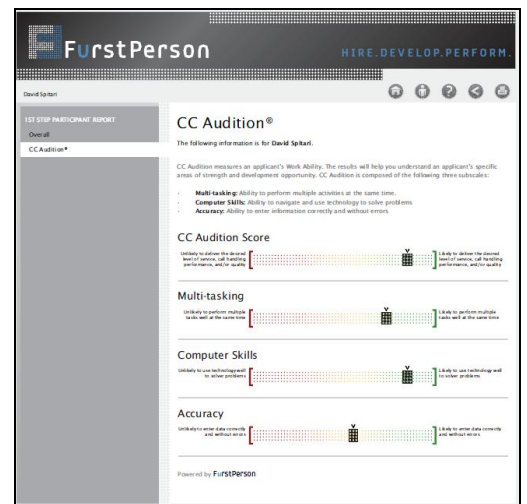 FurstPerson
HIRE.DEVELOP.PERFORM.
David Spitari
1ST STEP PARTICIPANT REPORT
Overall
CC Audition®
CC Audition®
The following information is for David Spitari.
CC Audition measures an applicant's Work Ability. The results will help you understand an applicant's specific
areas of strength and development opportunity. CC Audition is composed of the following three subscales:
· Multi-tasking: Ability to perform multiple activities at the same time.
· Computer Skills: Ability to navigate and use technology to solve problems
· Accuracy: Ability to enter information correctly and without errors
CC Audition Score
Unlikely to deliver the desired
level of service, call handling
performance, and/or quality
Likely to deliver the desired
level of service, call handling
performance, and/or quality
Multi-tasking
Unlikely to perform multiple
tasks well at the same time
Likely to perform multiple
tasks well at the same time
Computer Skills
Unlikely to use technology well
to solver problems
Likely to use technology well
to solver problems
Accuracy
Unlikely to enter data correctly
and without errors
Likely to enter data correctly
and without errors
Powered by FurstPerson